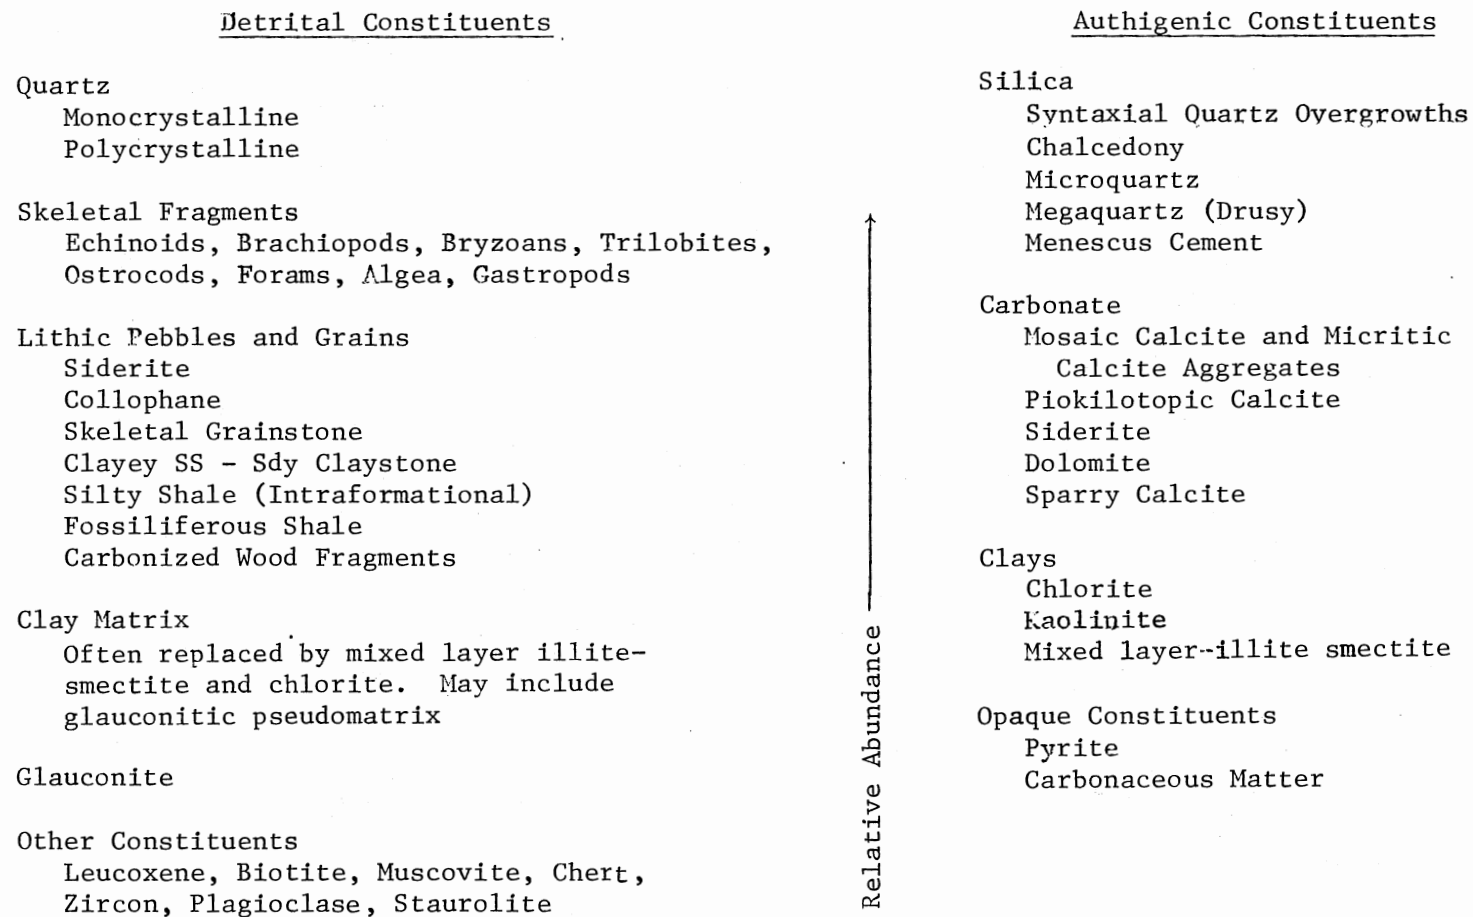 Detrital Constituents
Quartz
Monocrystalline
Polycrystalline
Skeletal Fragments
Echinoids, Brachiopods, Bryzoans, Trilobites,
Ostrocods, Forams, Algea, Gastropods
Lithic Pebbles and Grains
Siderite
Collophane
Skeletal Grainstone
Clayey SS - Sdy Claystone
Silty Shale (Intraformational)
Fossiliferous Shale
Carbonized Wood Fragments
Clay Matrix
Often replaced by mixed layer illite-
smectite and chlorite. May include
glauconitic pseudomatrix
Glauconite
Other Constituents
Leucoxene, Biotite, Muscovite, Chert,
Zircon, Plagioclase, Staurolite
Relative Abundance
Authigenic Constituents
Silica
Syntaxial Quartz Overgrowths
Chalcedony
Microquartz
Megaquartz (Drusy)
Menescus Cement
Carbonate
Mosaic Calcite and Micritic
Calcite Aggregates
Piokilotopic Calcite
Siderite
Dolomite
Sparry Calcite
Clays
Chlorite
Kaolinite
Mixed layer--illite smectite
Opaque Constituents
Pyrite
Carbonaceous Matter